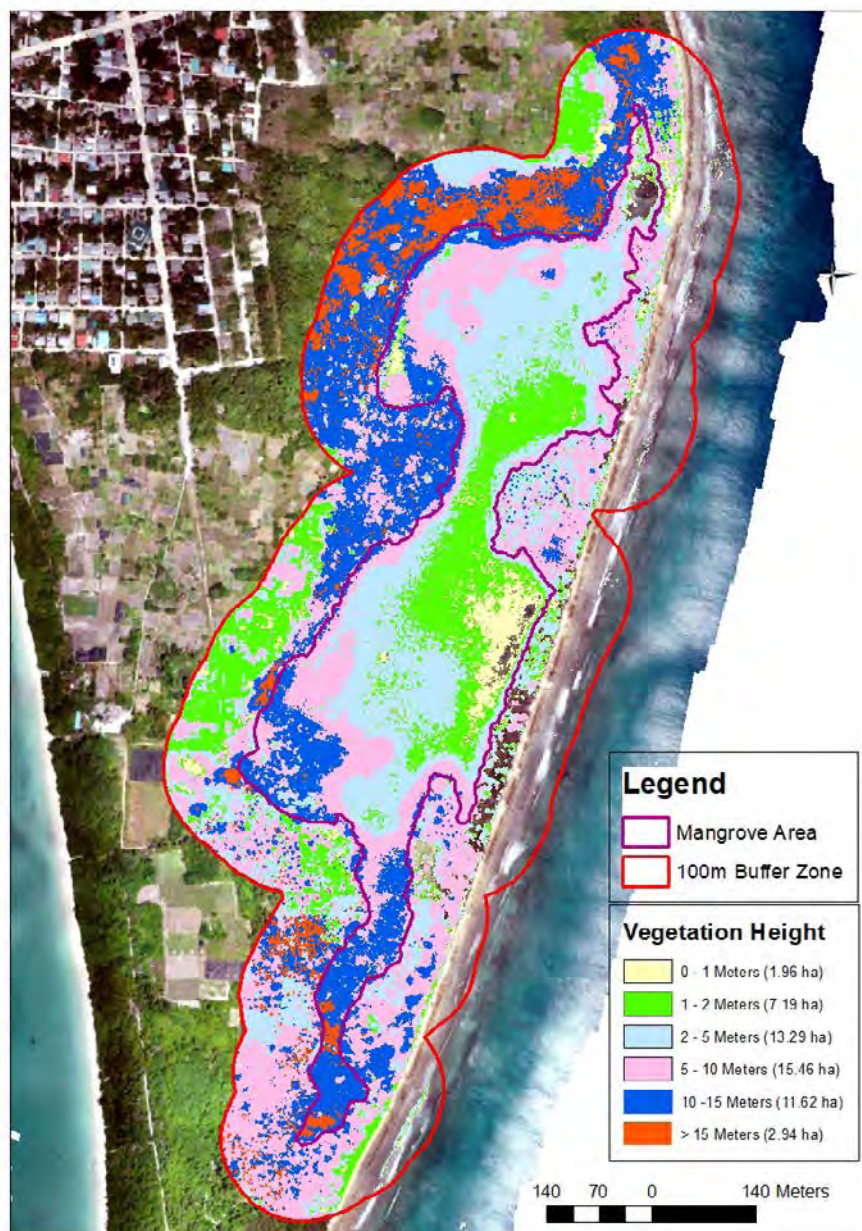 Legend
Mangrove Area
100m Buffer Zone
Vegetation Height
0 - 1 Meters (1.96 ha)
1 - 2 Meters (7.19 ha)
2 - 5 Meters (13.29 ha)
5 - 10 Meters (15.46 ha)
10 -15 Meters (11.62 ha)
> 15 Meters (2.94 ha)
140 70 0 140 Meters